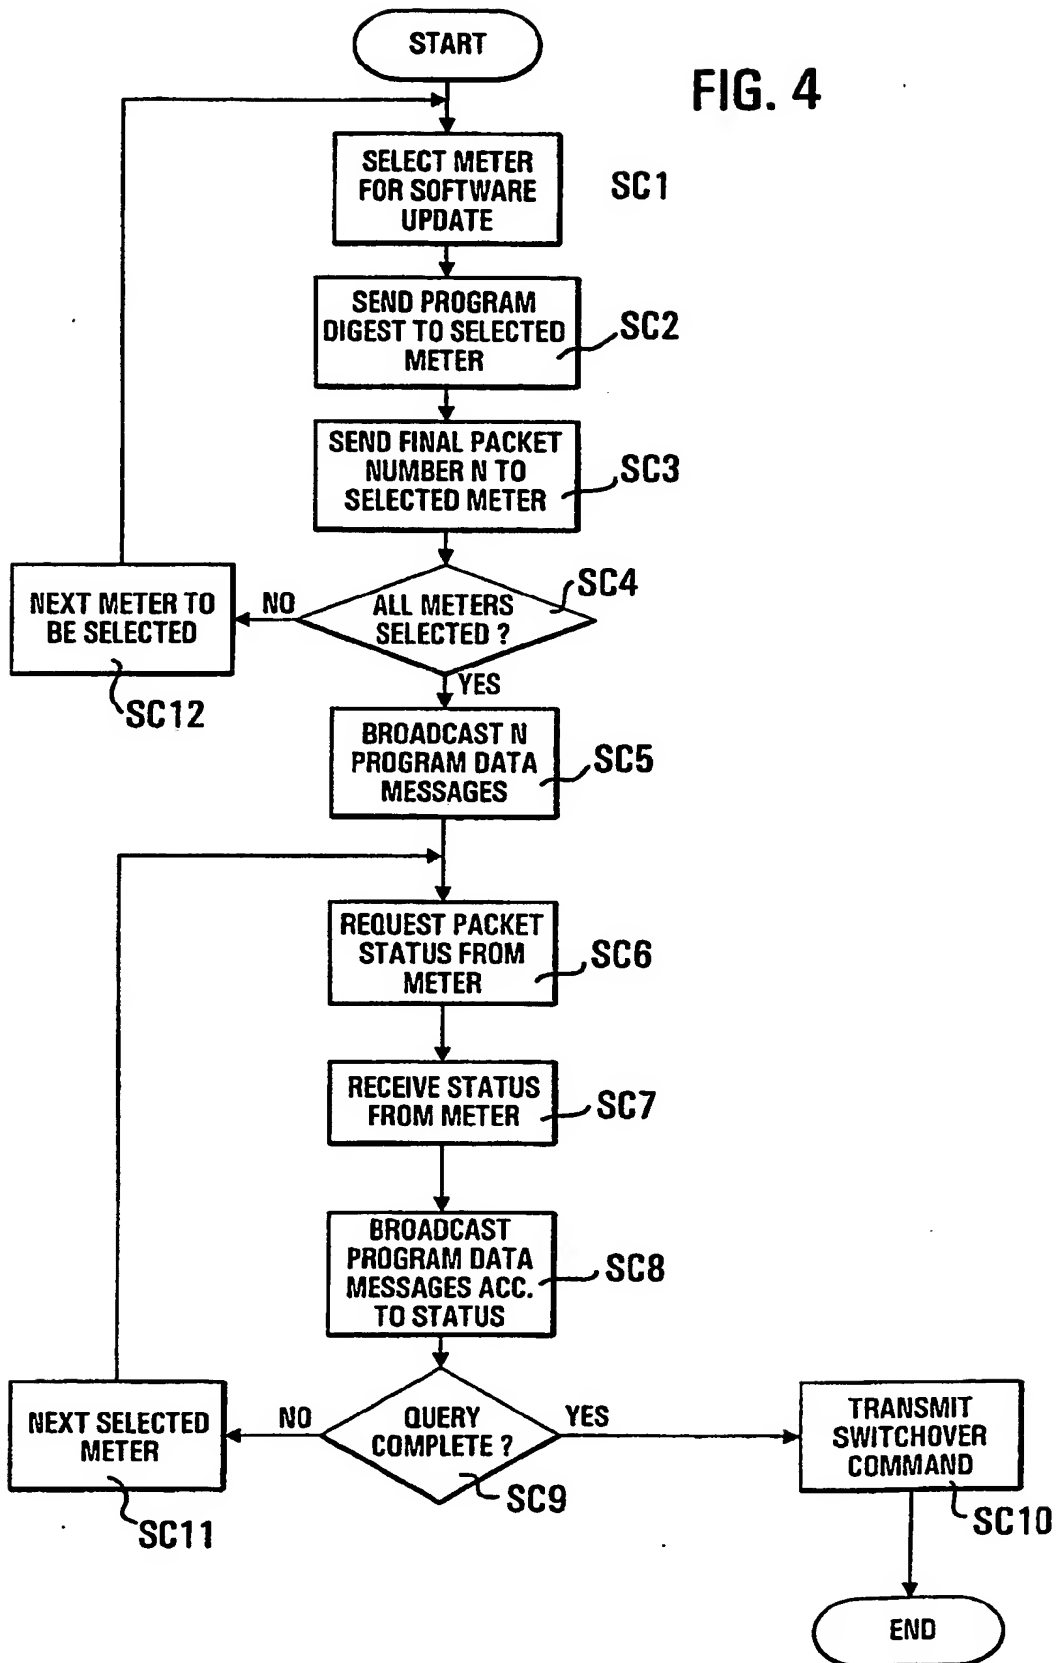 START
FIG. 4
SELECT METER
FOR SOFTWARE
UPDATE
SC1
SEND PROGRAM
DIGEST TO SELECTED
METER
SC2
SEND FINAL PACKET
NUMBER N TO
SELECTED METER
SC3
ALL METERS
SELECTED ?
SC4
NO
NEXT METER TO
BE SELECTED
SC12
YES
BROADCAST N
PROGRAM DATA
MESSAGES
SC5
REQUEST PACKET
STATUS FROM
METER
SC6
RECEIVE STATUS
FROM METER
SC7
BROADCAST
PROGRAM DATA
MESSAGES ACC.
TO STATUS
SC8
QUERY
COMPLETE ?
SC9
NO
NEXT SELECTED
METER
SC11
YES
TRANSMIT
SWITCHOVER
COMMAND
SC10
END